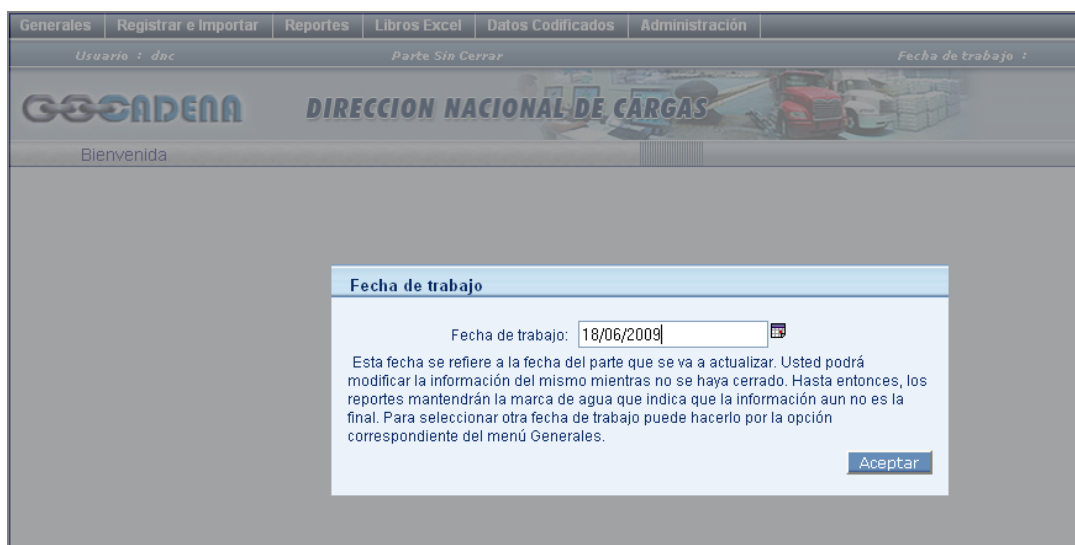 Generales Registrar e Importar Reportes Libros Excel Datos Codificados Administración
Usuario : dnc Parte Sin Cerrar Fecha de trabajo :
CADENA DIRECCION NACIONAL DE CARGAS
Bienvenida
Fecha de trabajo
Fecha de trabajo: 18/06/2009
Esta fecha se refiere a la fecha del parte que se va a actualizar. Usted podrá
modificar la información del mismo mientras no se haya cerrado. Hasta entonces, los
reportes mantendrán la marca de agua que indica que la información aun no es la
final. Para seleccionar otra fecha de trabajo puede hacerlo por la opción
correspondiente del menú Generales.
Aceptar